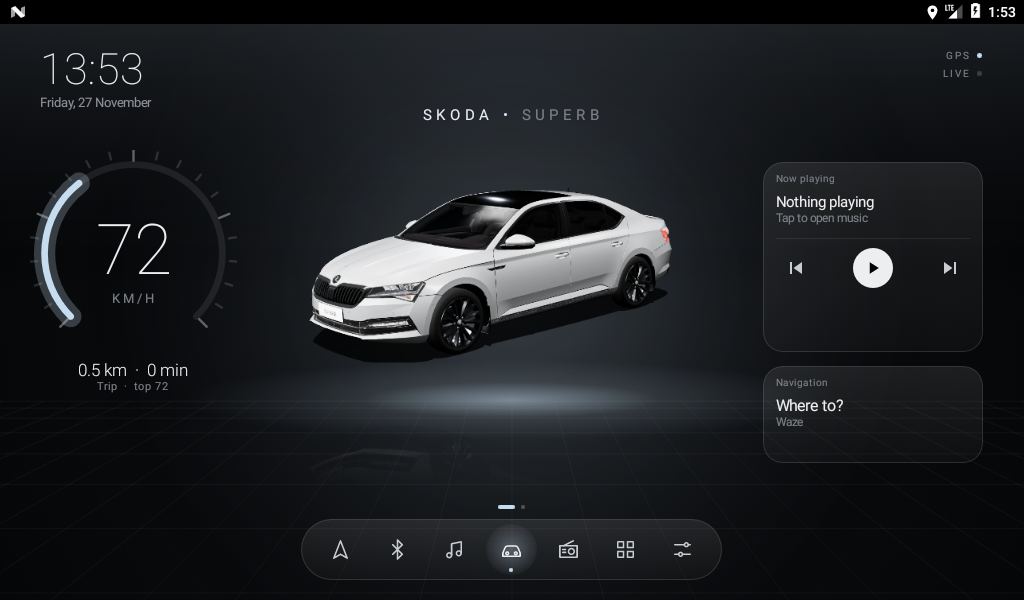 LTE
1:53
13:53
Friday, 27 November
GPS
LIVE
SKODA • SUPERB
72
KM/H
0.5 km · 0 min
Trip · top 72
Now playing
Nothing playing
Tap to open music
Navigation
Where to?
Waze